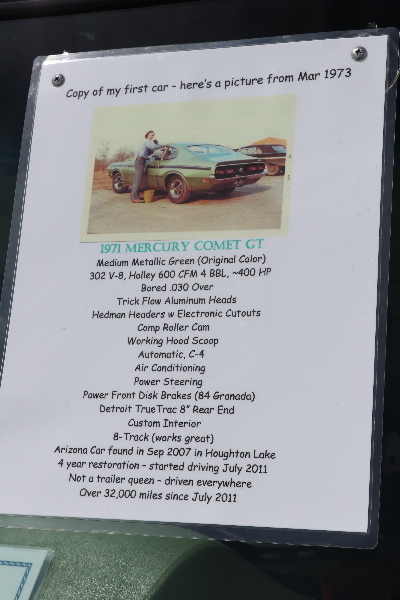 Copy of my first car – here's a picture from Mar 1973
1971 MERCURY COMET GT
Medium Metallic Green (Original Color)
302 V-8, Holley 600 CFM 4 BBL, ~400 HP
Bored .030 Over
Trick Flow Aluminum Heads
Hedman Headers w Electronic Cutouts
Comp Roller Cam
Working Hood Scoop
Automatic, C-4
Air Conditioning
Power Steering
Power Front Disk Brakes (84 Granada)
Detroit TrueTrac 8" Rear End
Custom Interior
8-Track (works great)
Arizona Car found in Sep 2007 in Houghton Lake
4 year restoration – started driving July 2011
Not a trailer queen – driven everywhere
Over 32,000 miles since July 2011